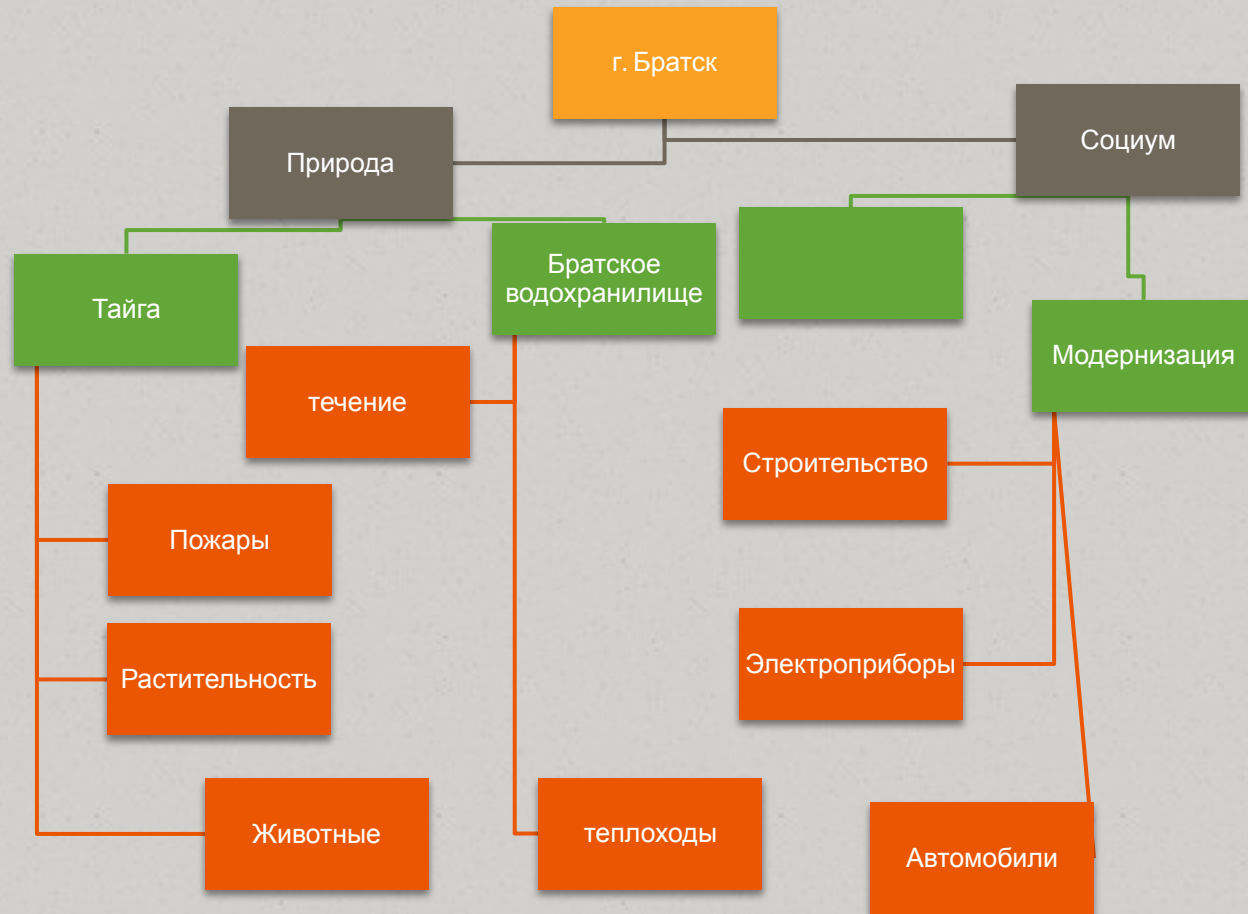 г. Братск
Природа
Социум
Тайга
Братское
водохранилище
Модернизация
течение
Строительство
Пожары
Электроприборы
Растительность
Животные
теплоходы
Автомобили